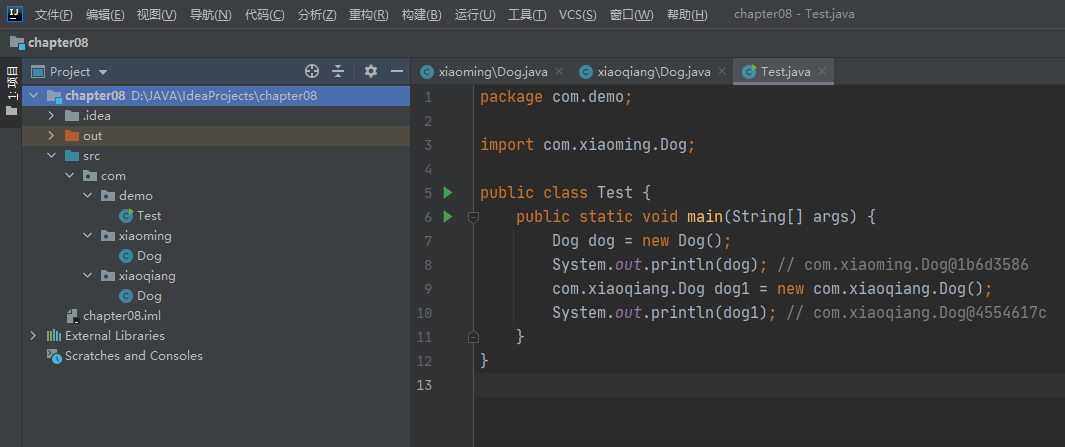 IJ 文件(F) 编辑(E) 视图(V) 导航(N) 代码(C) 分析(Z) 重构(R) 构建(B) 运行(U) 工具(T) VCS(S) 窗口(W) 帮助(H) chapter08 - Test.java
chapter08
1: 项目
Project
chapter08 D:\JAVA\IdeaProjects\chapter08
.idea
out
src
com
demo
Test
xiaoming
Dog
xiaoqiang
Dog
chapter08.iml
External Libraries
Scratches and Consoles
xiaoming\Dog.java xiaoqiang\Dog.java Test.java
1 package com.demo;
2
3 import com.xiaoming.Dog;
4
5 public class Test {
6 public static void main(String[] args) {
7 Dog dog = new Dog();
8 System.out.println(dog); // com.xiaoming.Dog@1b6d3586
9 com.xiaoqiang.Dog dog1 = new com.xiaoqiang.Dog();
10 System.out.println(dog1); // com.xiaoqiang.Dog@4554617c
11 }
12 }
13